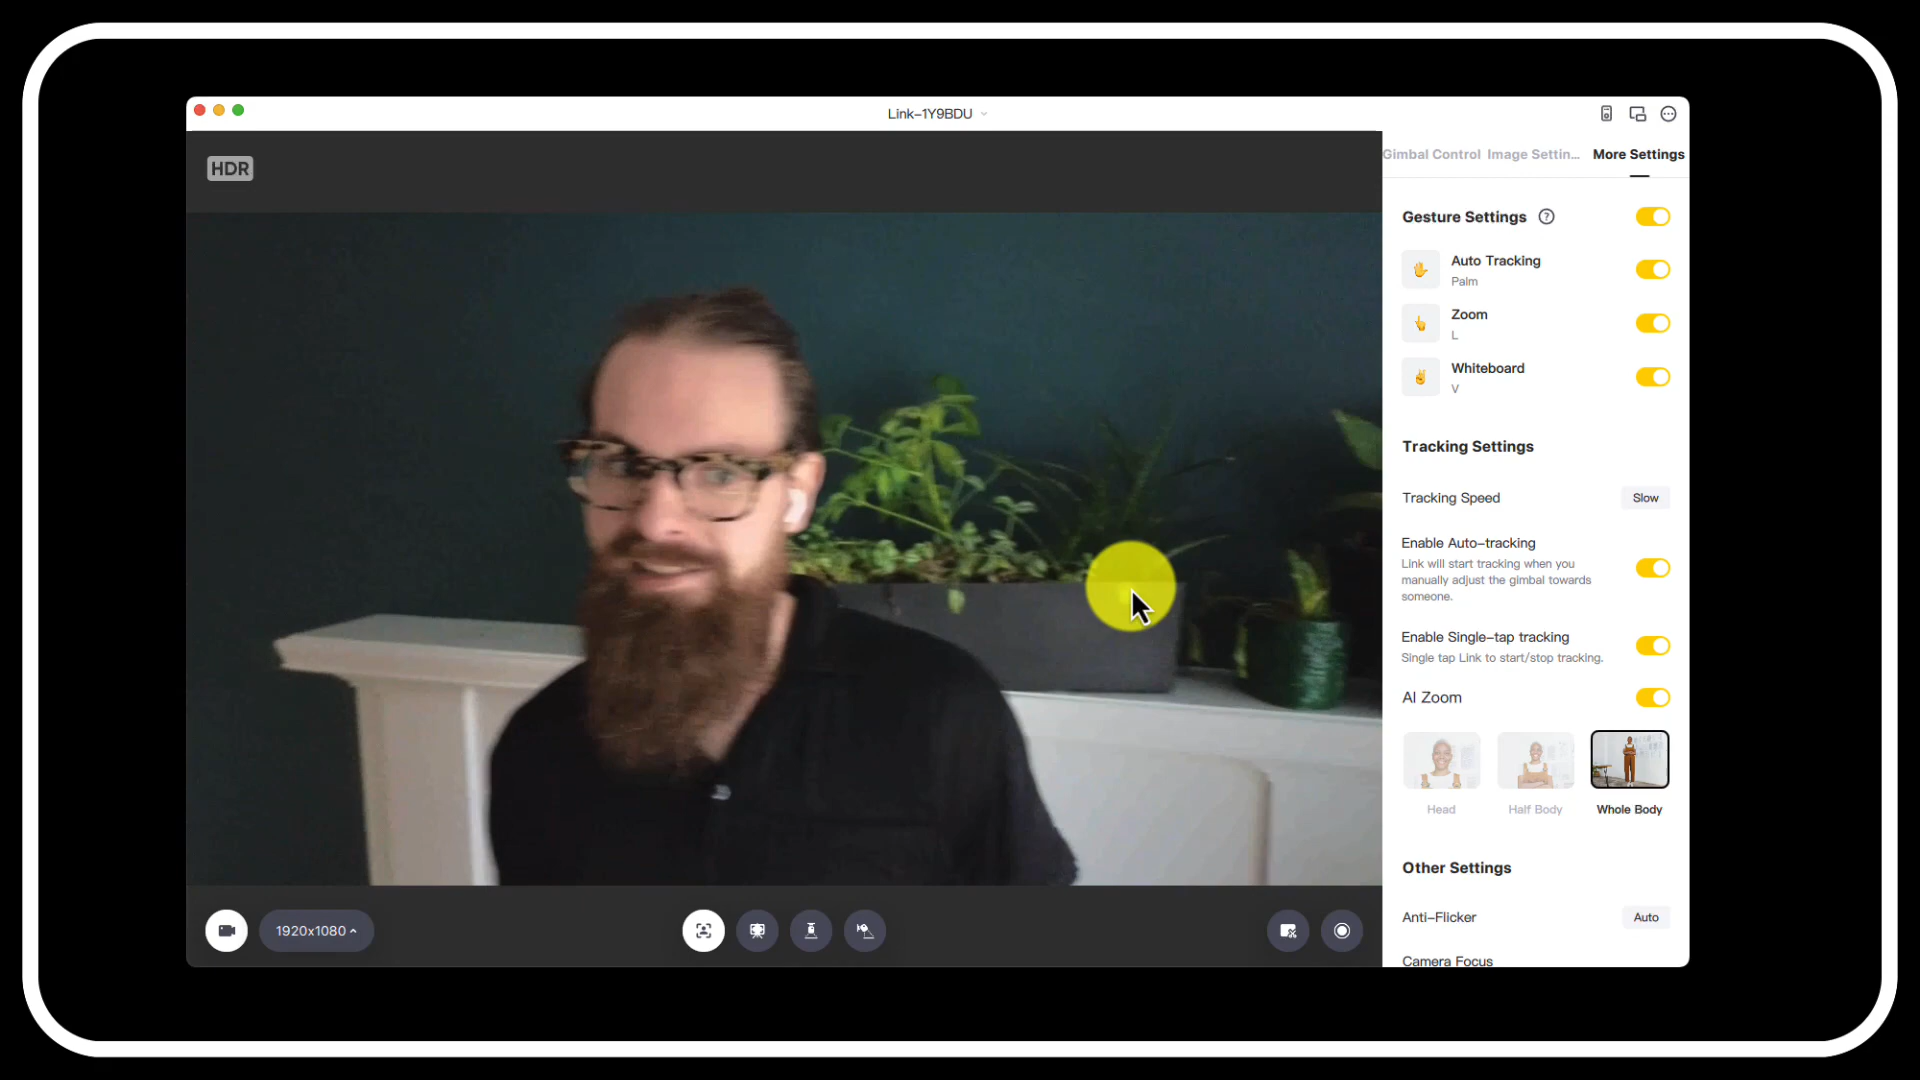 Link-1Y9BDU
HDR
Gimbal Control Image Settin... More Settings
Gesture Settings ?
Auto Tracking
Palm
Zoom
L
Whiteboard
V
Tracking Settings
Tracking Speed Slow
Enable Auto-tracking
Link will start tracking when you
manually adjust the gimbal towards
someone.
Enable Single-tap tracking
Single tap Link to start/stop tracking.
AI Zoom
Head Half Body Whole Body
Other Settings
Anti-Flicker Auto
Camera Focus
1920x1080